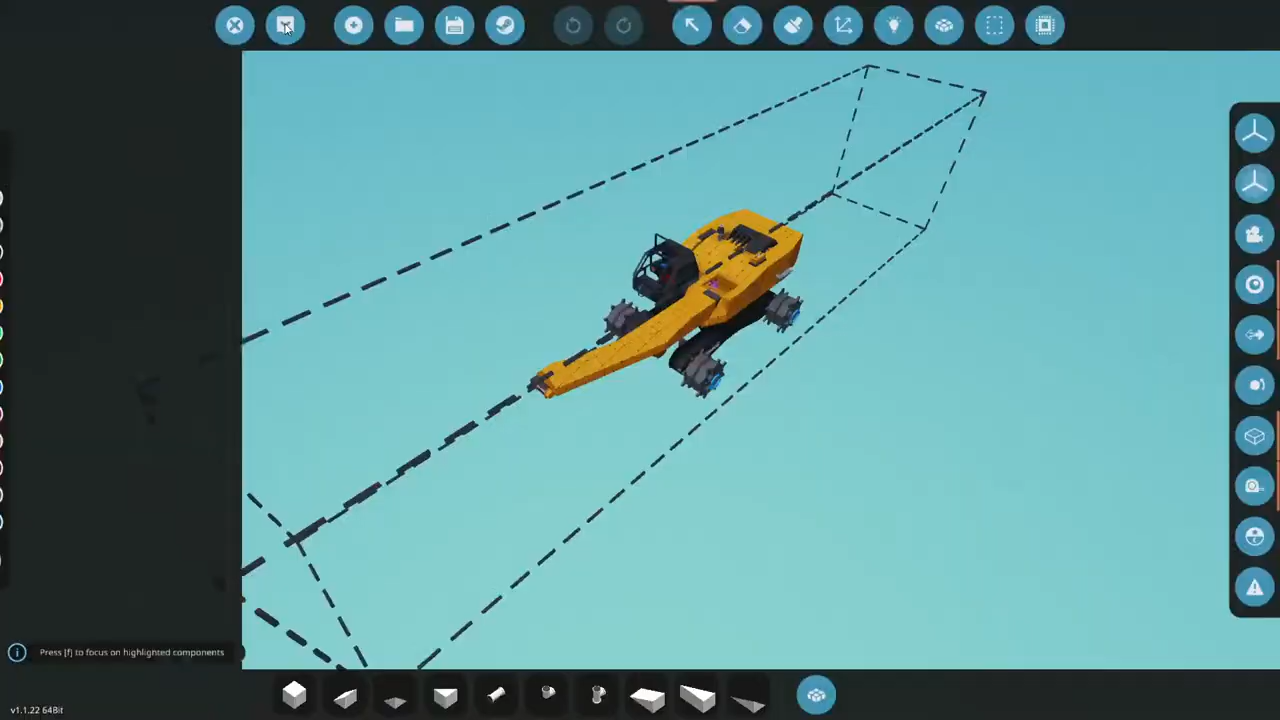 Press [f] to focus on highlighted components
v1.1.22 64Bit